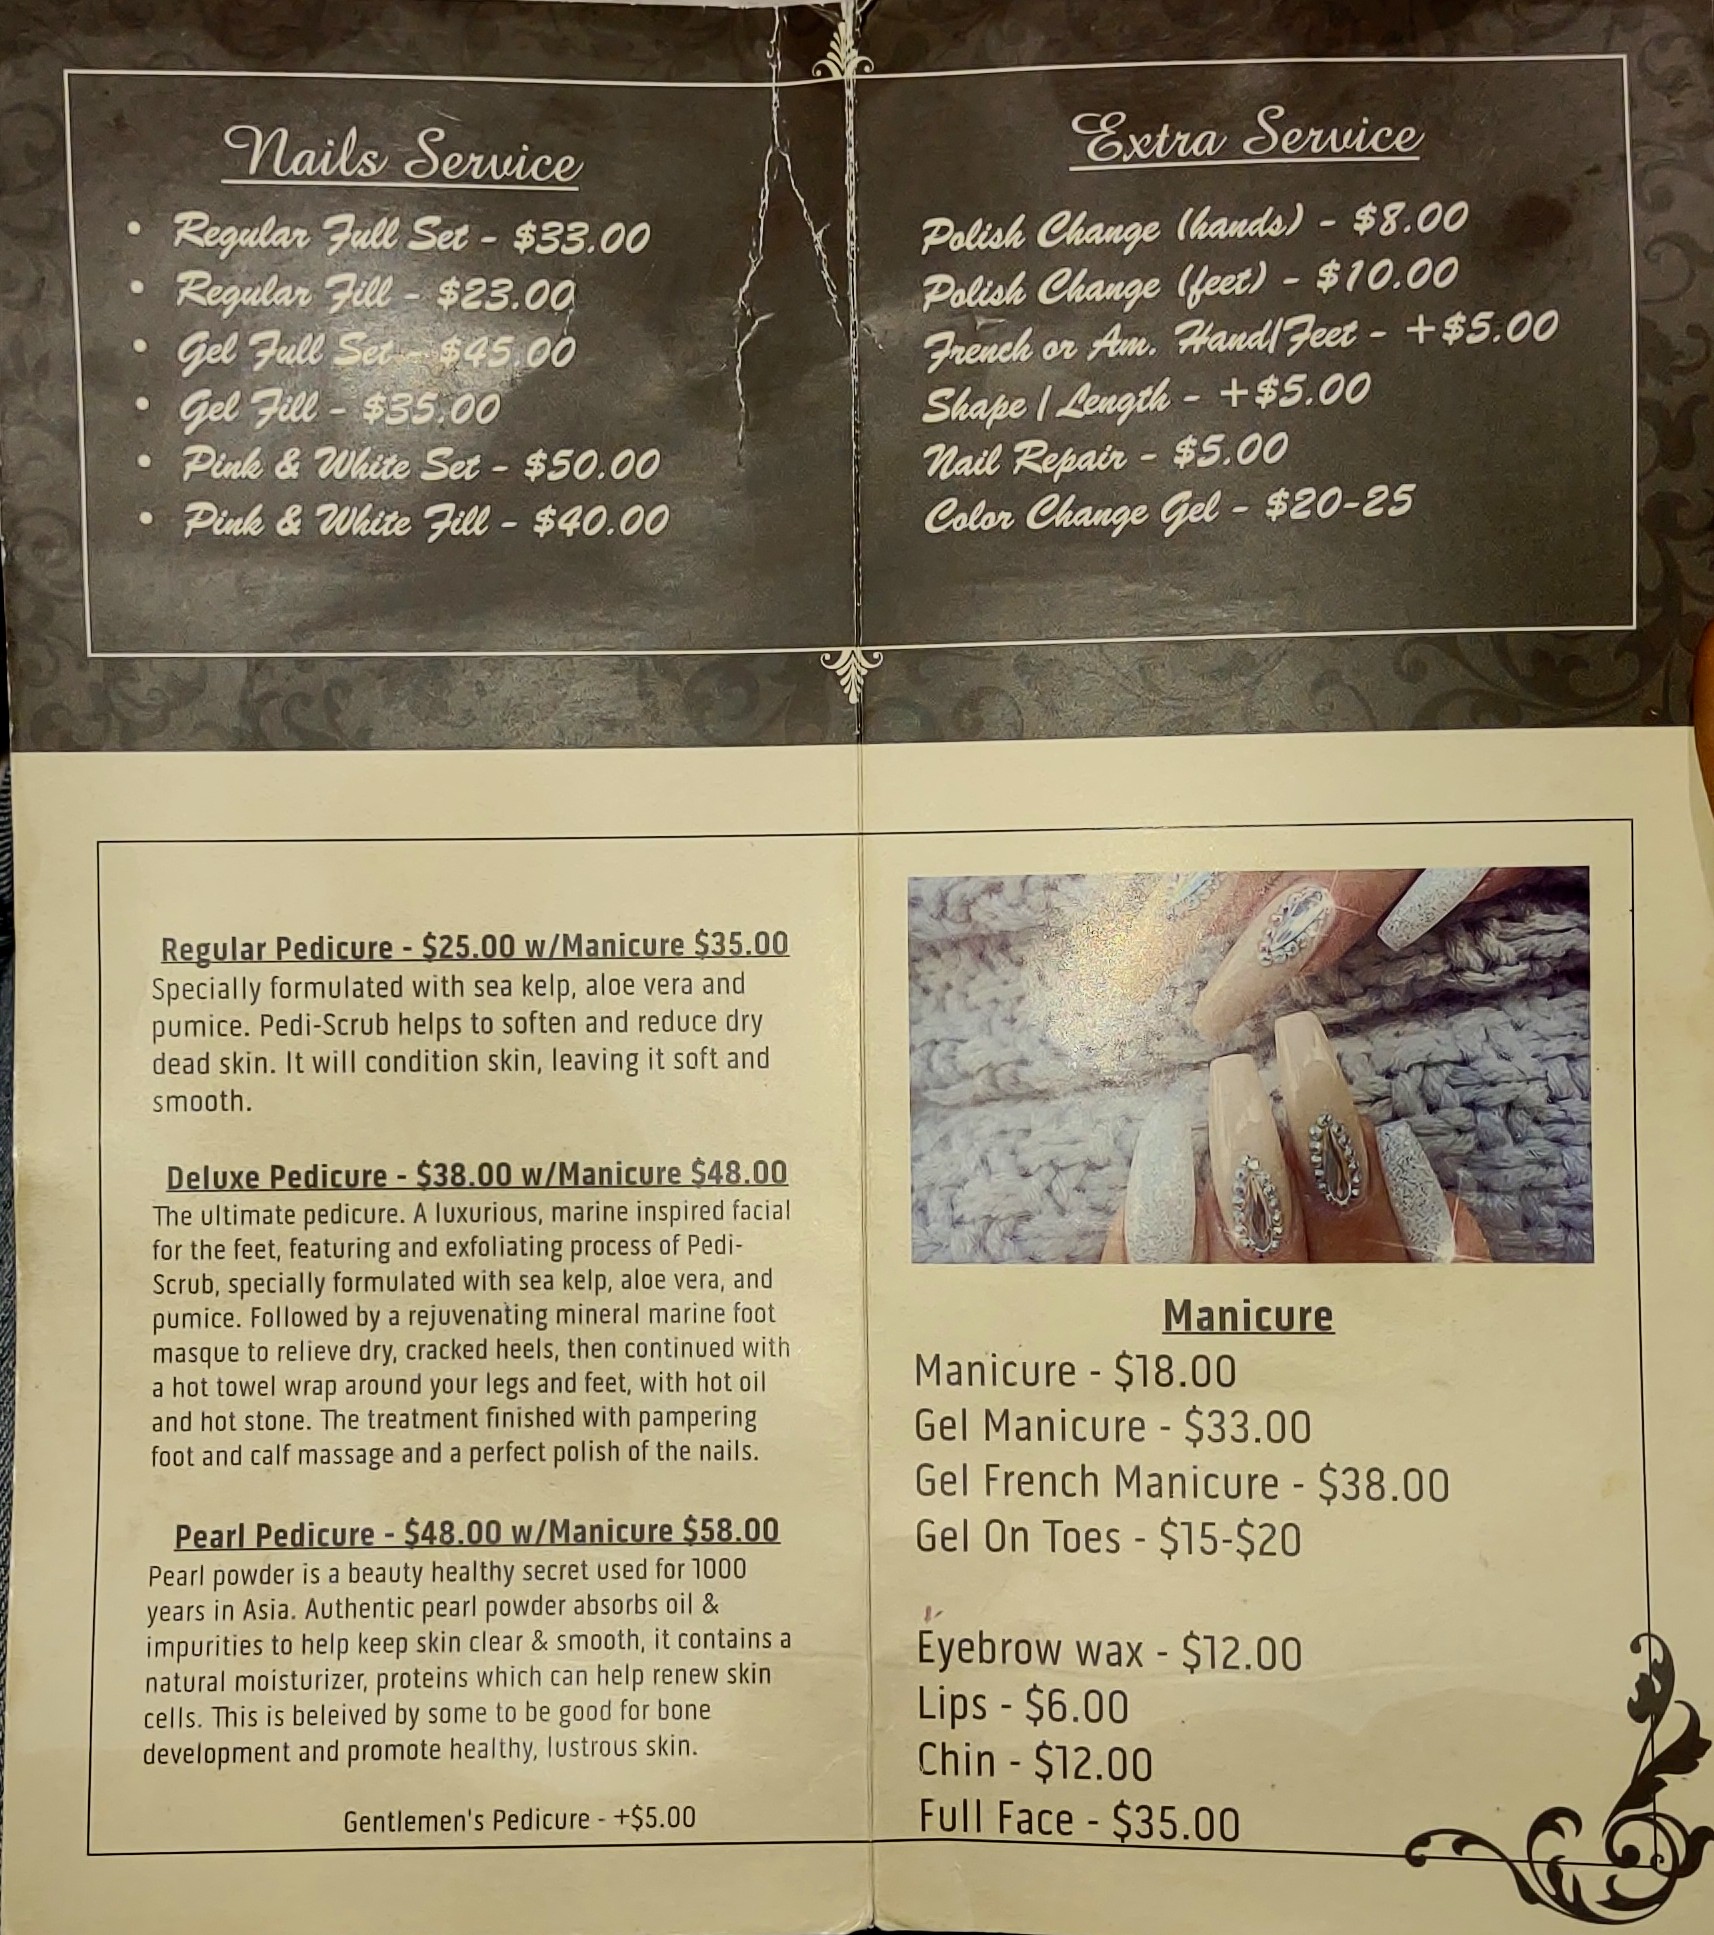 Nails Service
• Regular Full Set - $33.00
• Regular Fill - $23.00
• Gel Full Set - $45.00
• Gel Fill - $35.00
• Pink & White Set - $50.00
• Pink & White Fill - $40.00
Extra Service
Polish Change (hands) - $8.00
Polish Change (feet) - $10.00
French or Am. Hand/Feet - +$5.00
Shape / Length - +$5.00
Nail Repair - $5.00
Color Change Gel - $20-25
Regular Pedicure - $25.00 w/Manicure $35.00
Specially formulated with sea kelp, aloe vera and
pumice. Pedi-Scrub helps to soften and reduce dry
dead skin. It will condition skin, leaving it soft and
smooth.
Deluxe Pedicure - $38.00 w/Manicure $48.00
The ultimate pedicure. A luxurious, marine inspired facial
for the feet, featuring and exfoliating process of Pedi-
Scrub, specially formulated with sea kelp, aloe vera, and
pumice. Followed by a rejuvenating mineral marine foot
masque to relieve dry, cracked heels, then continued with
a hot towel wrap around your legs and feet, with hot oil
and hot stone. The treatment finished with pampering
foot and calf massage and a perfect polish of the nails.
Pearl Pedicure - $48.00 w/Manicure $58.00
Pearl powder is a beauty healthy secret used for 1000
years in Asia. Authentic pearl powder absorbs oil &
impurities to help keep skin clear & smooth, it contains a
natural moisturizer, proteins which can help renew skin
cells. This is beleived by some to be good for bone
development and promote healthy, lustrous skin.
Gentlemen's Pedicure - +$5.00
Manicure
Manicure - $18.00
Gel Manicure - $33.00
Gel French Manicure - $38.00
Gel On Toes - $15-$20
Eyebrow wax - $12.00
Lips - $6.00
Chin - $12.00
Full Face - $35.00